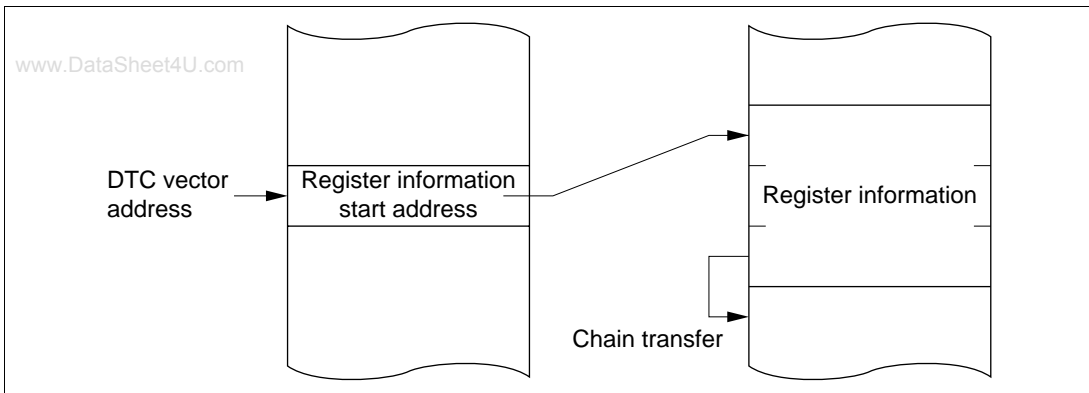 www.DataSheet4U.com
DTC vector
address
Register information
start address
Register information
Chain transfer